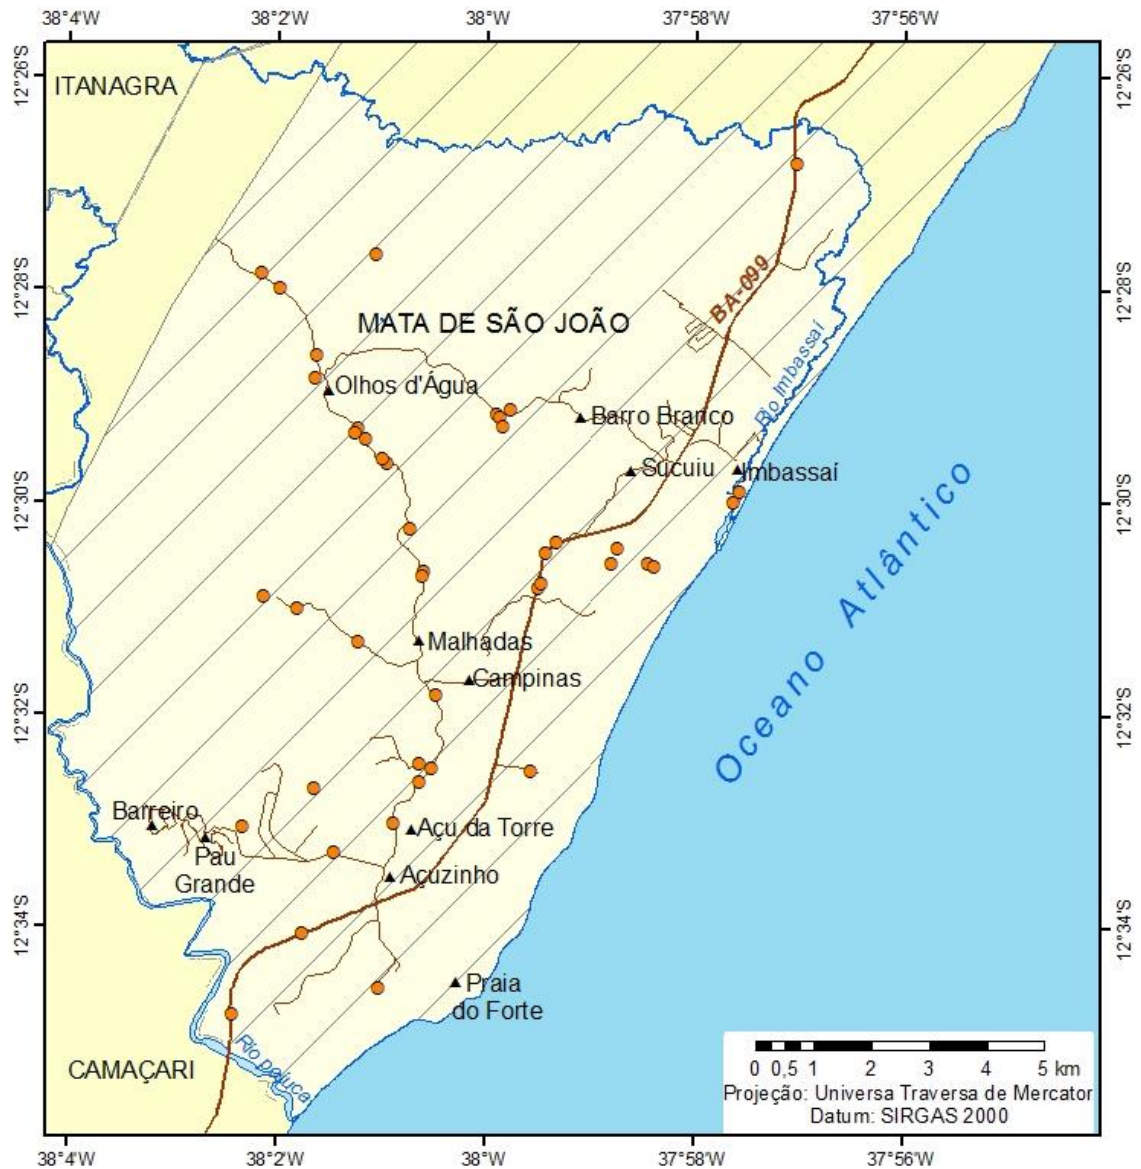 38°4'W 38°2'W 38°W 37°58'W 37°56'W
12°26'S
12°26'S
ITANAGRA
12°28'S
12°28'S
BA-099
MATA DE SÃO JOÃO
Rio Imbassaí
Olhos d'Água
Barro Branco
Sucuiu
Imbassaí
12°30'S
12°30'S
Oceano Atlântico
Malhadas
Campinas
12°32'S
12°32'S
Barreiro
Açu da Torre
Pau
Grande
Açuzinho
12°34'S
12°34'S
Praia
do Forte
Rio pojuca
CAMAÇARI
0 0,5 1 2 3 4 5 km
Projeção: Universa Traversa de Mercator
Datum: SIRGAS 2000
38°4'W 38°2'W 38°W 37°58'W 37°56'W